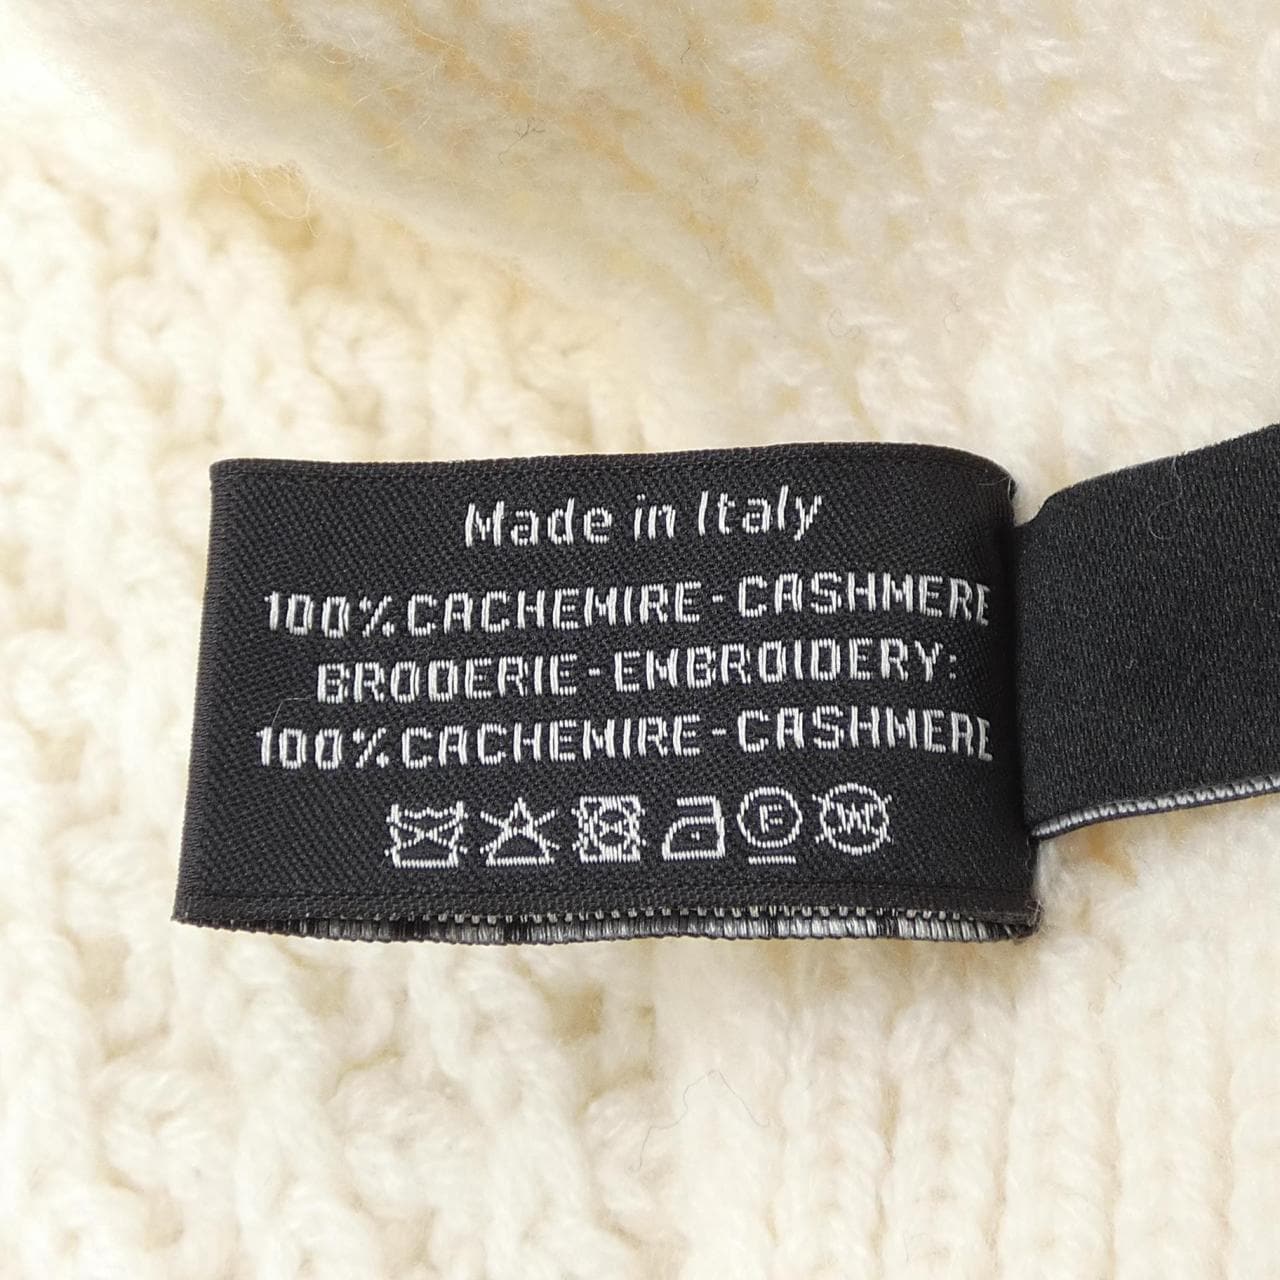 Made in Italy
100% CACHEMIRE - CASHMERE
BRODERIE - EMBROIDERY:
100% CACHEMIRE - CASHMERE
F W